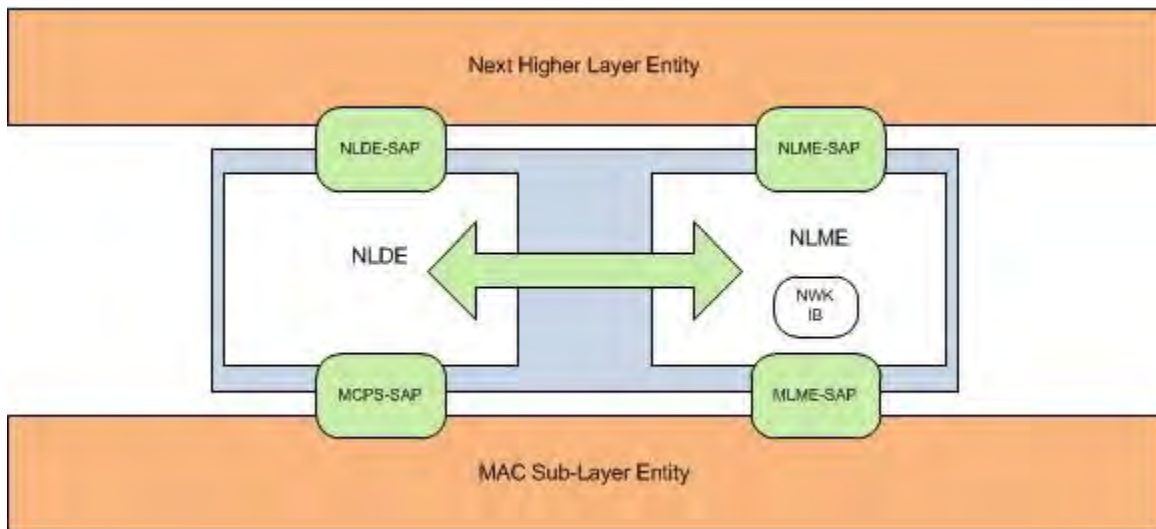 Next Higher Layer Entity
NLDE-SAP
NLME-SAP
NLDE
NLME
NWK
IB
MCPS-SAP
MLME-SAP
MAC Sub-Layer Entity